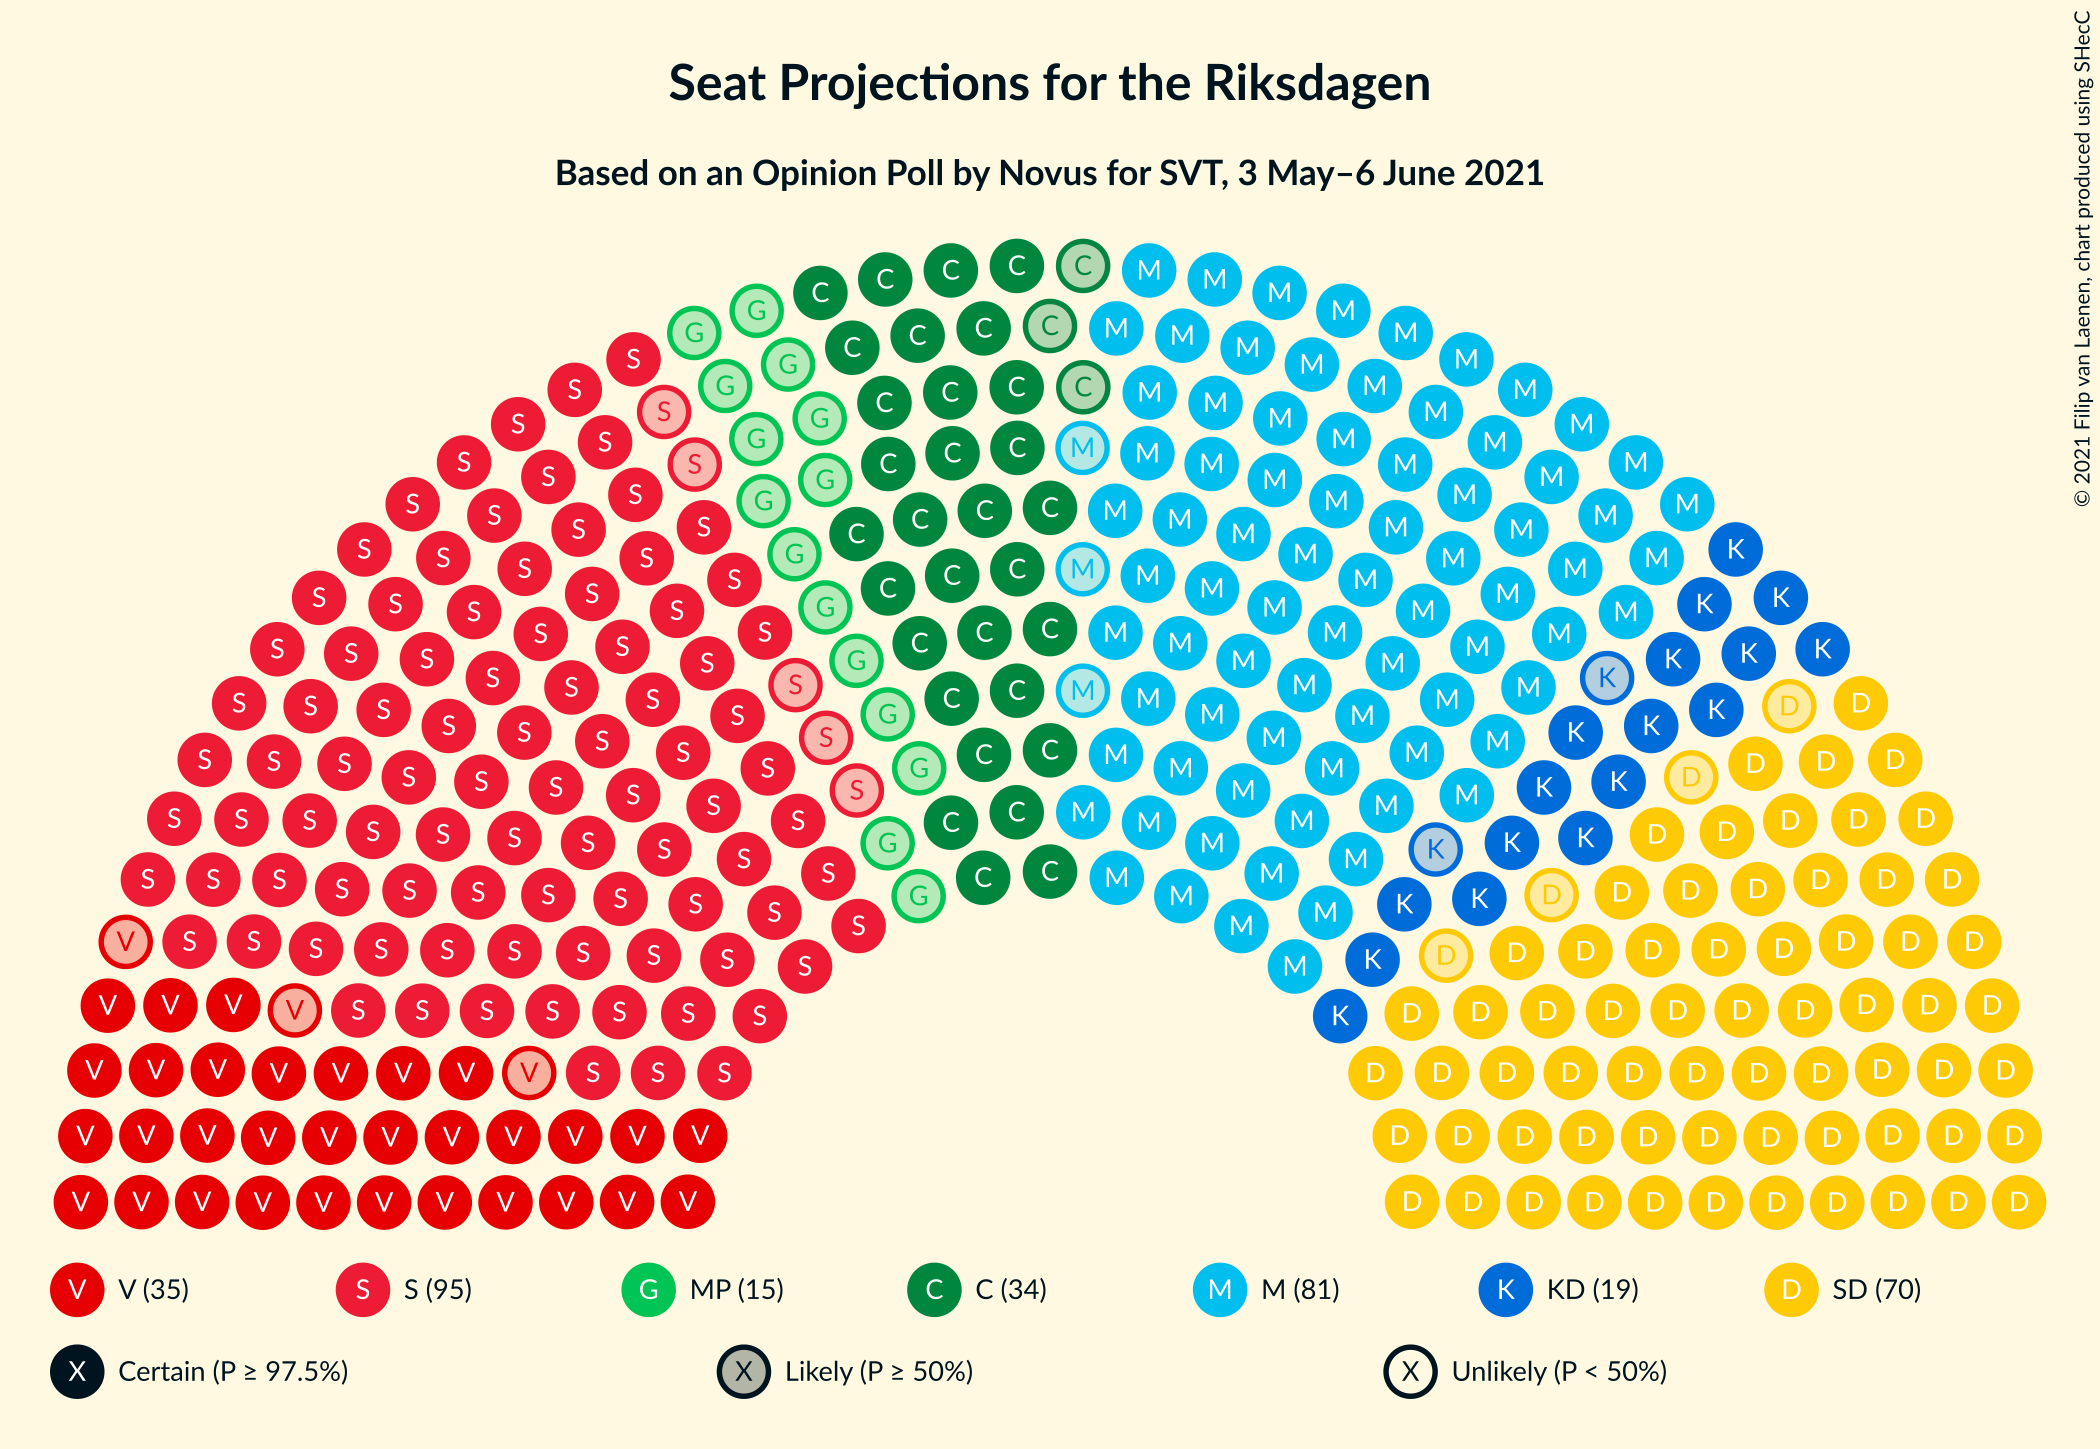 Seat Projections for the Riksdagen
Based on an Opinion Poll by Novus for SVT, 3 May–6 June 2021
© 2021 Filip van Laenen, chart produced using SHecC
V V (35) S S (95) G MP (15) C C (34) M M (81) K KD (19) D SD (70)
X Certain (P ≥ 97.5%) X Likely (P ≥ 50%) X Unlikely (P < 50%)